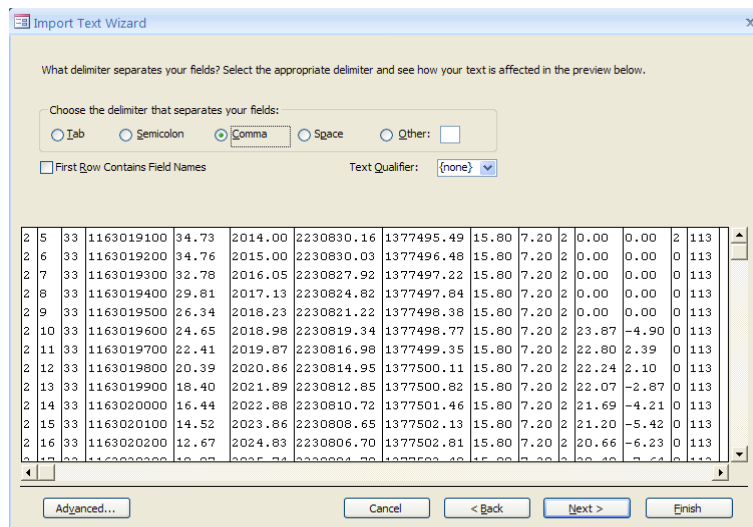 Import Text Wizard
What delimiter separates your fields? Select the appropriate delimiter and see how your text is affected in the preview below.
Choose the delimiter that separates your fields:
Tab Semicolon Comma Space Other:
First Row Contains Field Names Text Qualifier: {none}
2 5 33 1163019100 34.73 2014.00 2230830.16 1377495.49 15.80 7.20 2 0.00 0.00 2 113
2 6 33 1163019200 34.76 2015.00 2230830.03 1377496.48 15.80 7.20 2 0.00 0.00 0 113
2 7 33 1163019300 32.78 2016.05 2230827.92 1377497.22 15.80 7.20 2 0.00 0.00 0 113
2 8 33 1163019400 29.81 2017.13 2230824.82 1377497.84 15.80 7.20 2 0.00 0.00 0 113
2 9 33 1163019500 26.34 2018.23 2230821.22 1377498.38 15.80 7.20 2 0.00 0.00 0 113
2 10 33 1163019600 24.65 2018.98 2230819.34 1377498.77 15.80 7.20 2 23.87 -4.90 0 113
2 11 33 1163019700 22.41 2019.87 2230816.98 1377499.35 15.80 7.20 2 22.80 2.39 0 113
2 12 33 1163019800 20.39 2020.86 2230814.95 1377500.11 15.80 7.20 2 22.24 2.10 0 113
2 13 33 1163019900 18.40 2021.89 2230812.85 1377500.82 15.80 7.20 2 22.07 -2.87 0 113
2 14 33 1163020000 16.44 2022.88 2230810.72 1377501.46 15.80 7.20 2 21.69 -4.21 0 113
2 15 33 1163020100 14.52 2023.86 2230808.65 1377502.13 15.80 7.20 2 21.20 -5.42 0 113
2 16 33 1163020200 12.67 2024.83 2230806.70 1377502.81 15.80 7.20 2 20.66 -6.23 0 113
Advanced... Cancel < Back Next > Finish